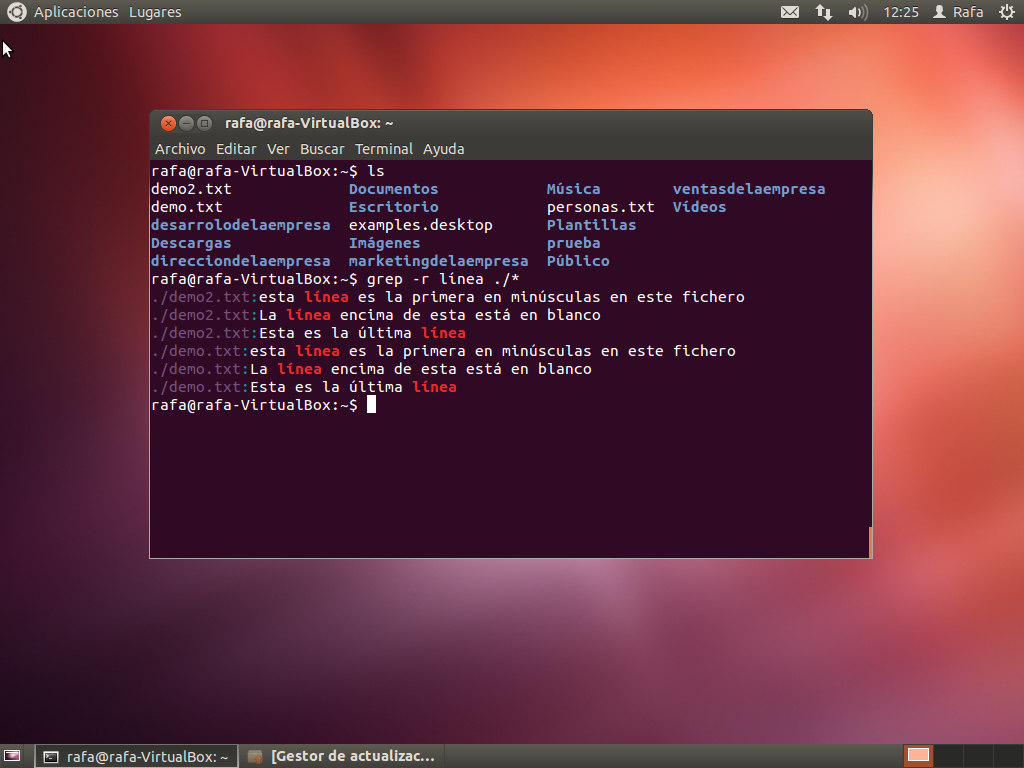 Aplicaciones Lugares 12:25 Rafa
rafa@rafa-VirtualBox: ~
Archivo Editar Ver Buscar Terminal Ayuda
rafa@rafa-VirtualBox:~$ ls
demo2.txt Documentos Música ventasdelaempresa
demo.txt Escritorio personas.txt Vídeos
desarrolodelaempresa examples.desktop Plantillas
Descargas Imágenes prueba
direcciondelaempresa marketingdelaempresa Público
rafa@rafa-VirtualBox:~$ grep -r línea ./*
./demo2.txt:esta línea es la primera en minúsculas en este fichero
./demo2.txt:La línea encima de esta está en blanco
./demo2.txt:Esta es la última línea
./demo.txt:esta línea es la primera en minúsculas en este fichero
./demo.txt:La línea encima de esta está en blanco
./demo.txt:Esta es la última línea
rafa@rafa-VirtualBox:~$
rafa@rafa-VirtualBox: ~ [Gestor de actualizac...